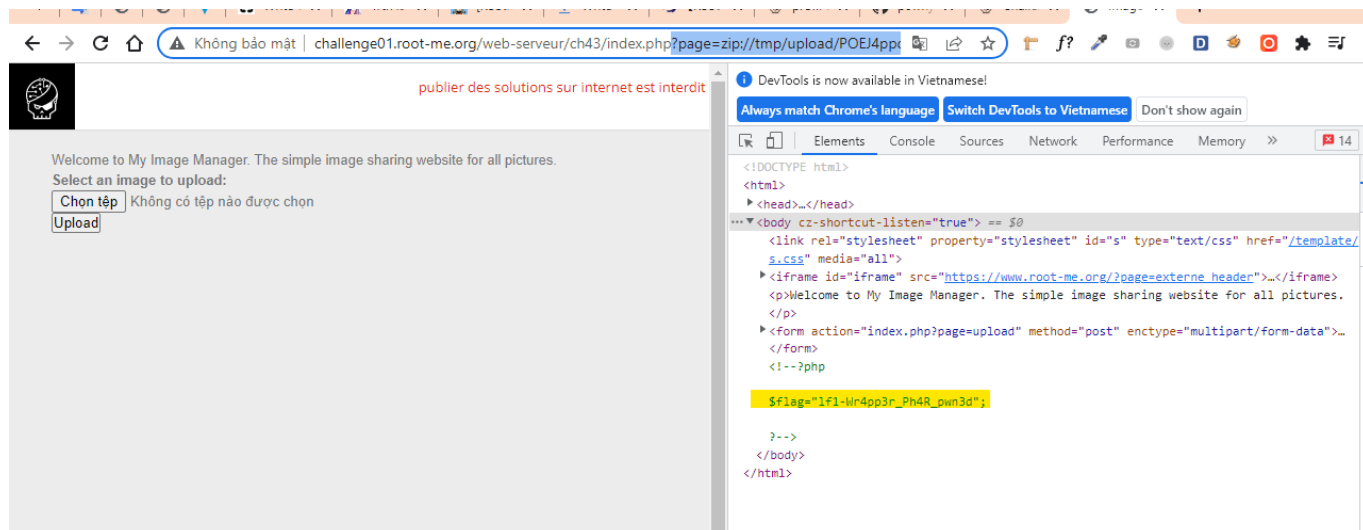 Không bảo mật challenge01.root-me.org/web-serveur/ch43/index.php?page=zip://tmp/upload/POEJ4ppc
publier des solutions sur internet est interdit
Welcome to My Image Manager. The simple image sharing website for all pictures.
Select an image to upload:
Chọn tệp Không có tệp nào được chọn
Upload
DevTools is now available in Vietnamese!
Always match Chrome's language Switch DevTools to Vietnamese Don't show again
Elements Console Sources Network Performance Memory » 14
<!DOCTYPE html>
<html>
<head>…</head>
<body cz-shortcut-listen="true"> == $0
<link rel="stylesheet" property="stylesheet" id="s" type="text/css" href="/template/
s.css" media="all">
<iframe id="iframe" src="https://www.root-me.org/?page=externe_header">…</iframe>
<p>Welcome to My Image Manager. The simple image sharing website for all pictures.
</p>
<form action="index.php?page=upload" method="post" enctype="multipart/form-data">…
</form>
<!--?php
$flag="lf1-Wr4pp3r_Ph4R_pwn3d";
?-->
</body>
</html>